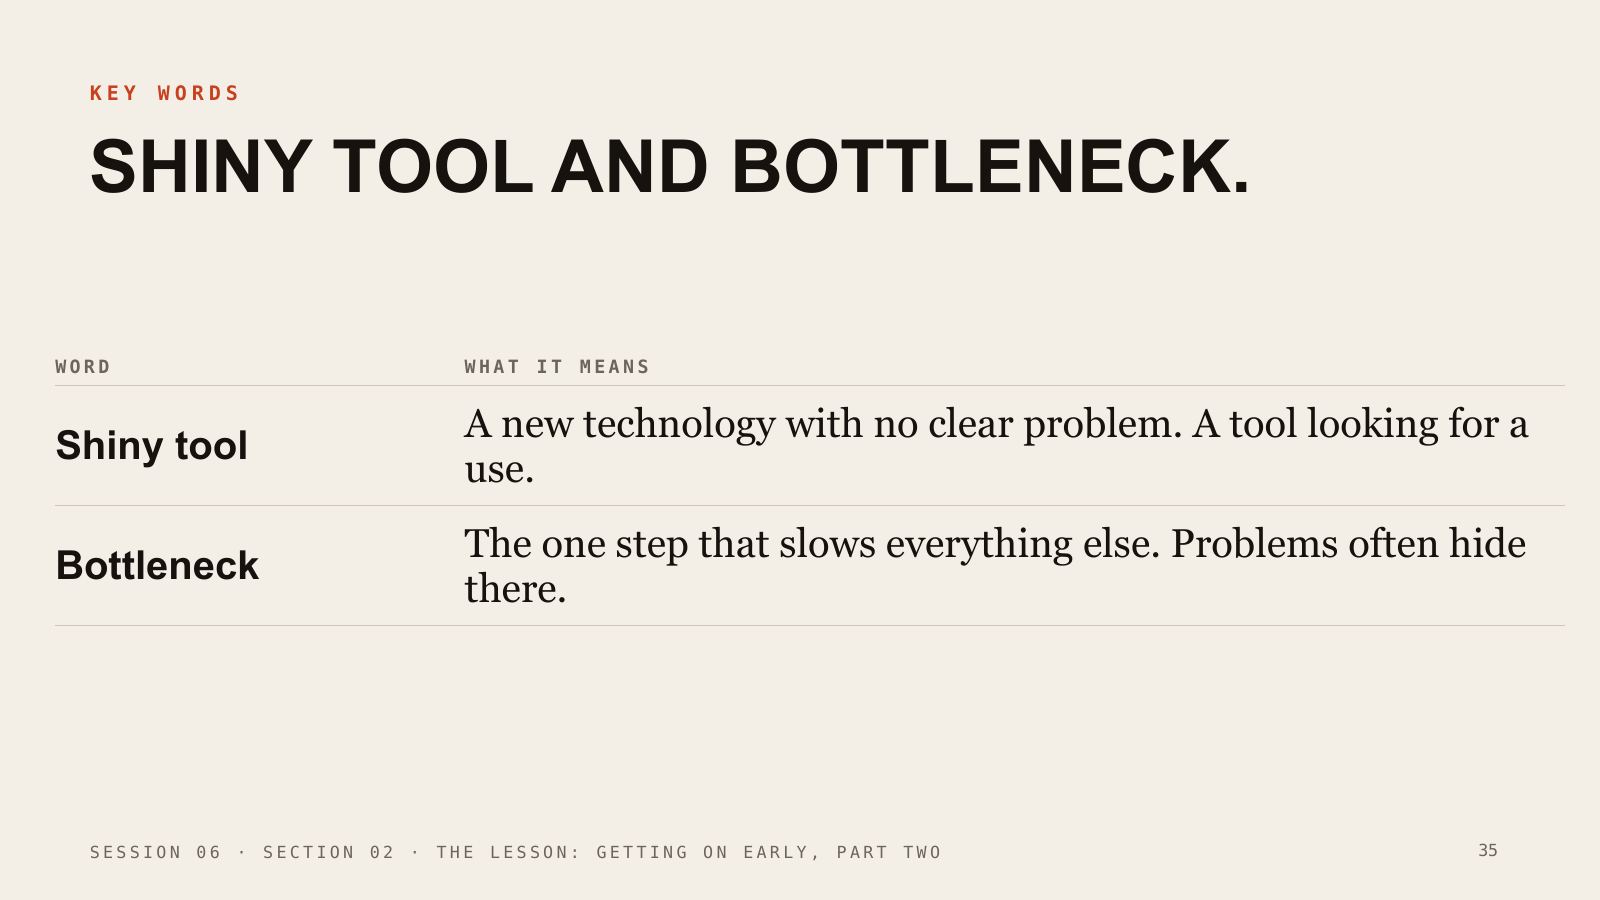 KEY WORDS
SHINY TOOL AND BOTTLENECK.
WORD WHAT IT MEANS
Shiny tool A new technology with no clear problem. A tool looking for a
use.
Bottleneck The one step that slows everything else. Problems often hide
there.
SESSION 06 · SECTION 02 · THE LESSON: GETTING ON EARLY, PART TWO 35